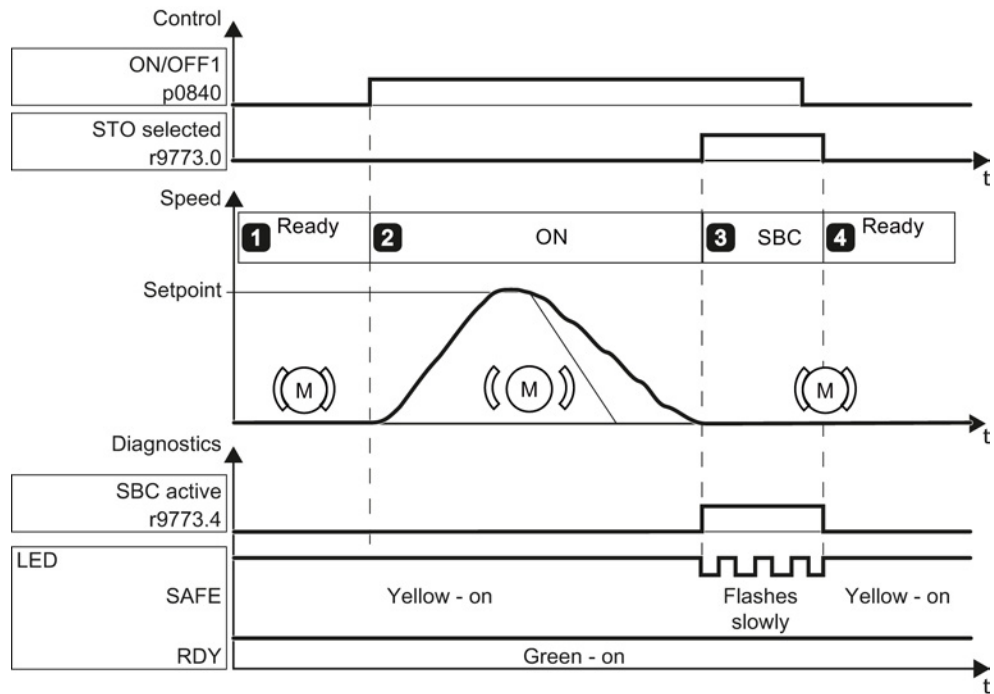 Control
ON/OFF1
p0840
STO selected
r9773.0
t
Speed
1 Ready
2 ON
3 SBC
4 Ready
Setpoint
M
M
M
t
Diagnostics
SBC active
r9773.4
LED
SAFE
Yellow - on
Flashes
slowly
Yellow - on
RDY
Green - on
t